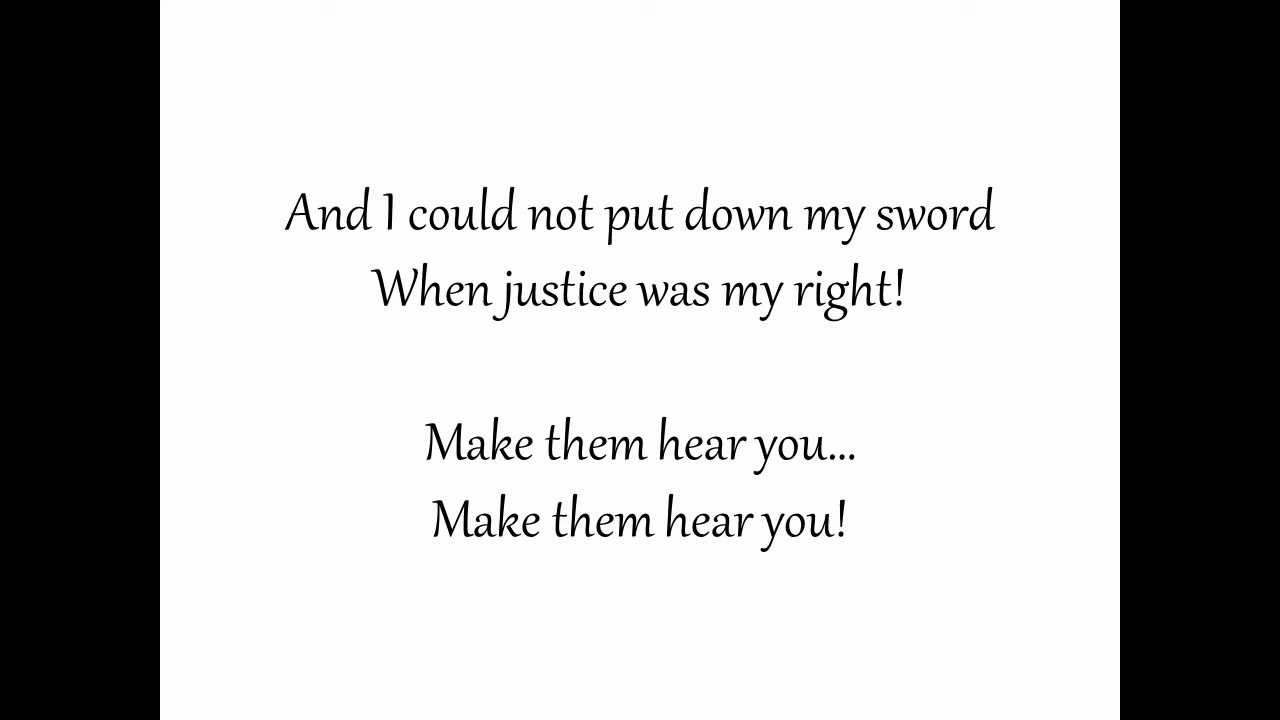 And I could not put down my sword
When justice was my right!
Make them hear you...
Make them hear you!